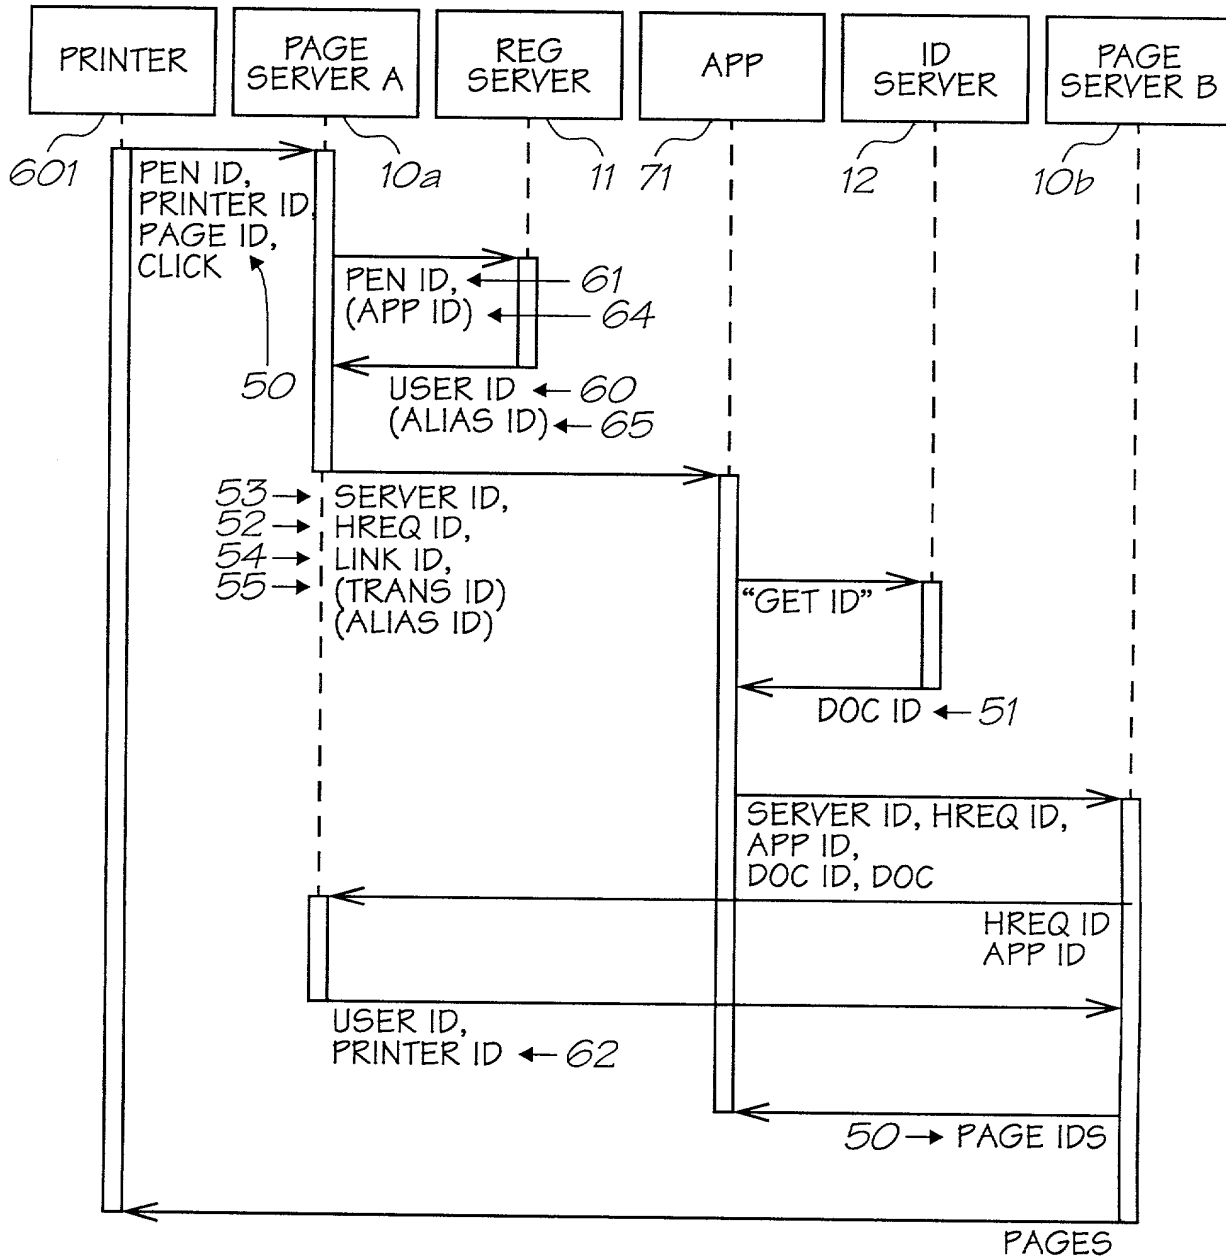 PRINTER
PAGE
SERVER A
REG
SERVER
APP
ID
SERVER
PAGE
SERVER B
601
10a
11
71
12
10b
PEN ID,
PRINTER ID,
PAGE ID,
CLICK
50
PEN ID,
61
(APP ID)
64
USER ID
60
(ALIAS ID)
65
53
SERVER ID,
52
HREQ ID,
54
LINK ID,
55
(TRANS ID)
(ALIAS ID)
"GET ID"
DOC ID
51
SERVER ID, HREQ ID,
APP ID,
DOC ID, DOC
HREQ ID
APP ID
USER ID,
PRINTER ID
62
50
PAGE IDS
PAGES